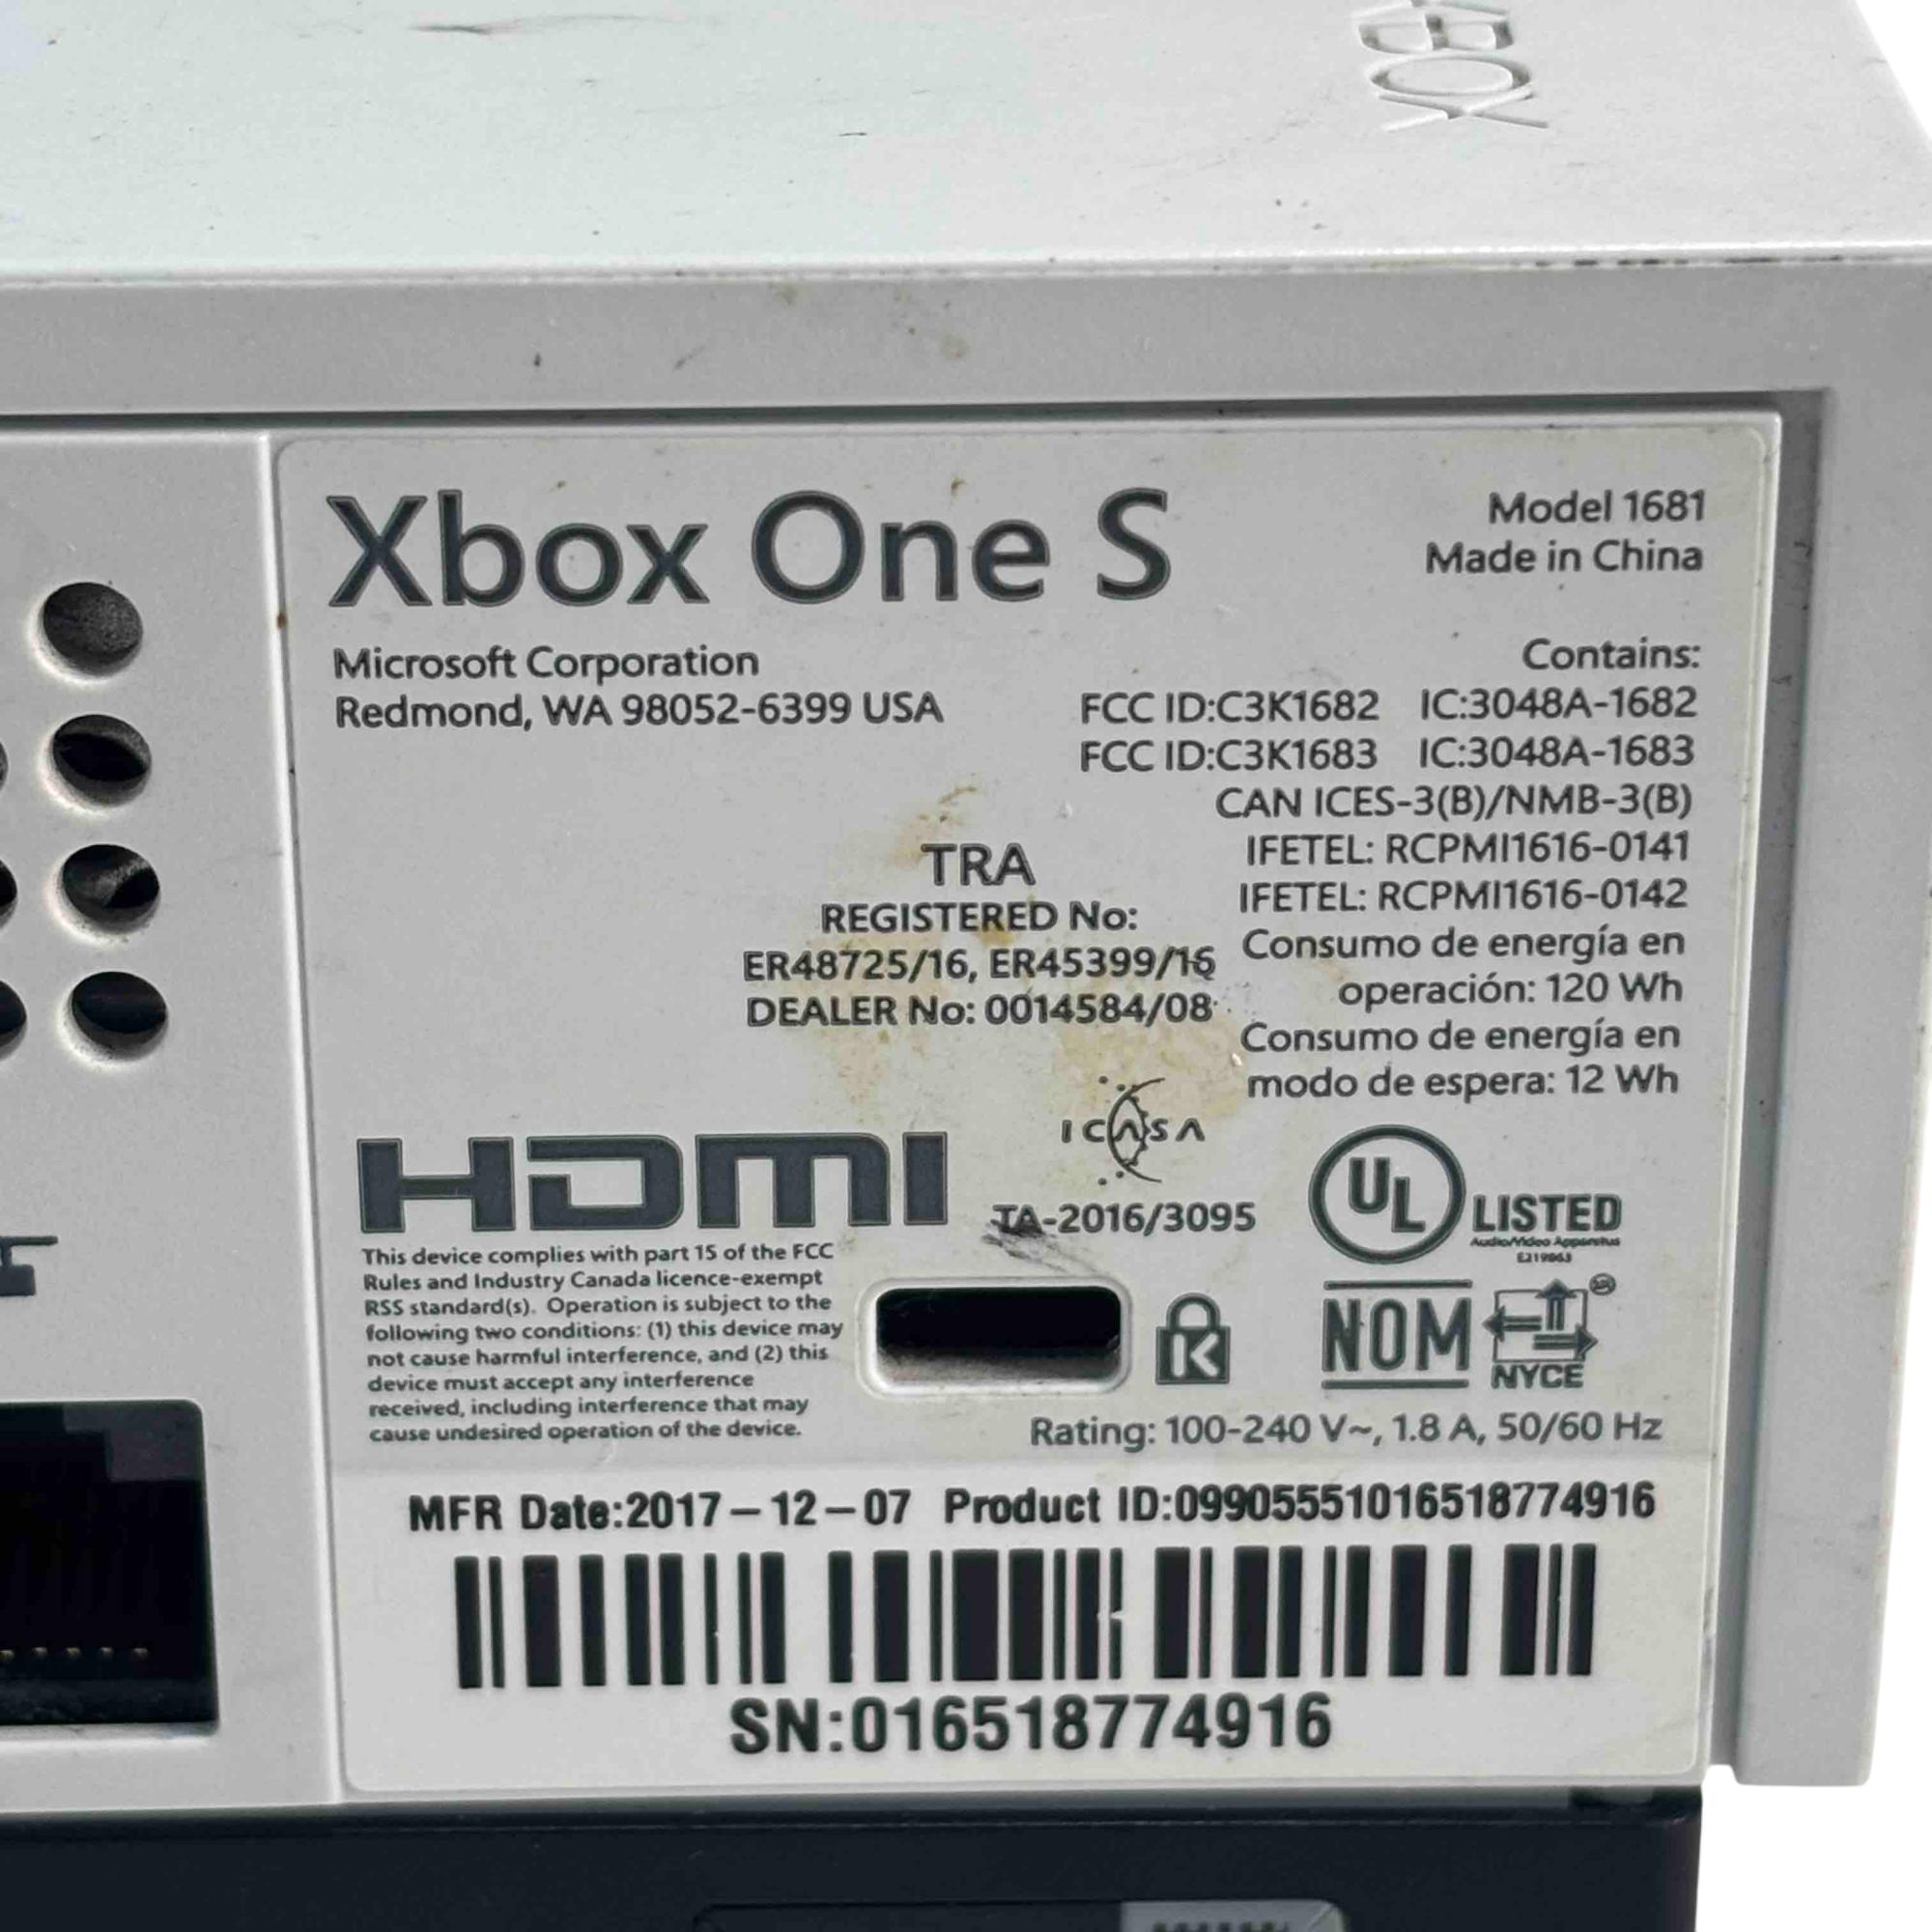 XBOX
Xbox One S
Model 1681
Made in China
Microsoft Corporation
Redmond, WA 98052-6399 USA
Contains:
FCC ID:C3K1682 IC:3048A-1682
FCC ID:C3K1683 IC:3048A-1683
CAN ICES-3(B)/NMB-3(B)
IFETEL: RCPMI1616-0141
IFETEL: RCPMI1616-0142
Consumo de energía en
operación: 120 Wh
Consumo de energía en
modo de espera: 12 Wh
TRA
REGISTERED No:
ER48725/16, ER45399/16
DEALER No: 0014584/08
HDMI
ICASA
TA-2016/3095
UL LISTED
Audio/Video Apparatus
E219863
This device complies with part 15 of the FCC
Rules and Industry Canada licence-exempt
RSS standard(s). Operation is subject to the
following two conditions: (1) this device may
not cause harmful interference, and (2) this
device must accept any interference
received, including interference that may
cause undesired operation of the device.
K
NOM
NYCE
Rating: 100-240 V~, 1.8 A, 50/60 Hz
MFR Date:2017-12-07 Product ID:09905551016518774916
SN:016518774916